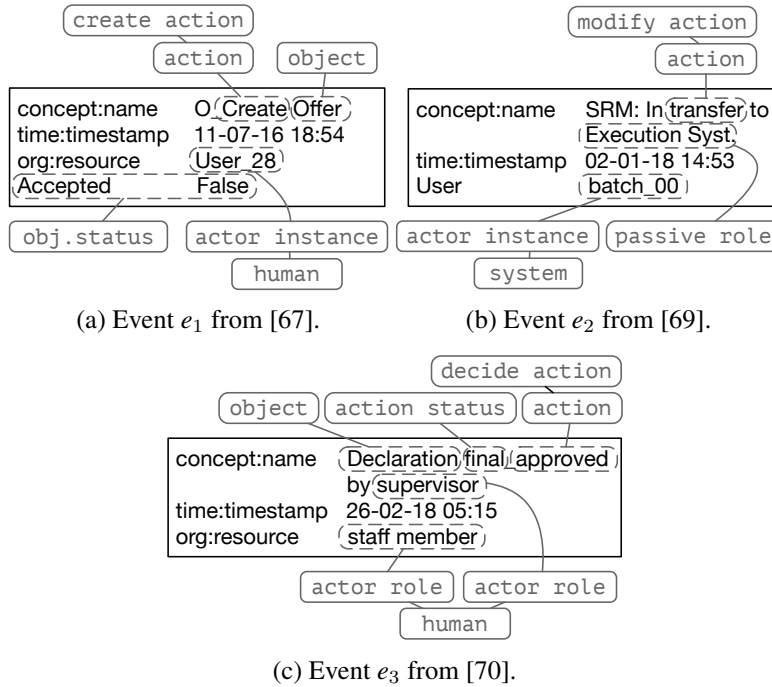 create action
action
object
concept:name O_Create Offer
time:timestamp 11-07-16 18:54
org:resource User_28
Accepted False
obj.status
actor instance
human
(a) Event e1 from [67].
modify action
action
concept:name SRM: In transfer to
Execution Syst.
time:timestamp 02-01-18 14:53
User batch_00
actor instance
passive role
system
(b) Event e2 from [69].
decide action
object
action status
action
concept:name Declaration final_approved
by supervisor
time:timestamp 26-02-18 05:15
org:resource staff member
actor role
actor role
human
(c) Event e3 from [70].